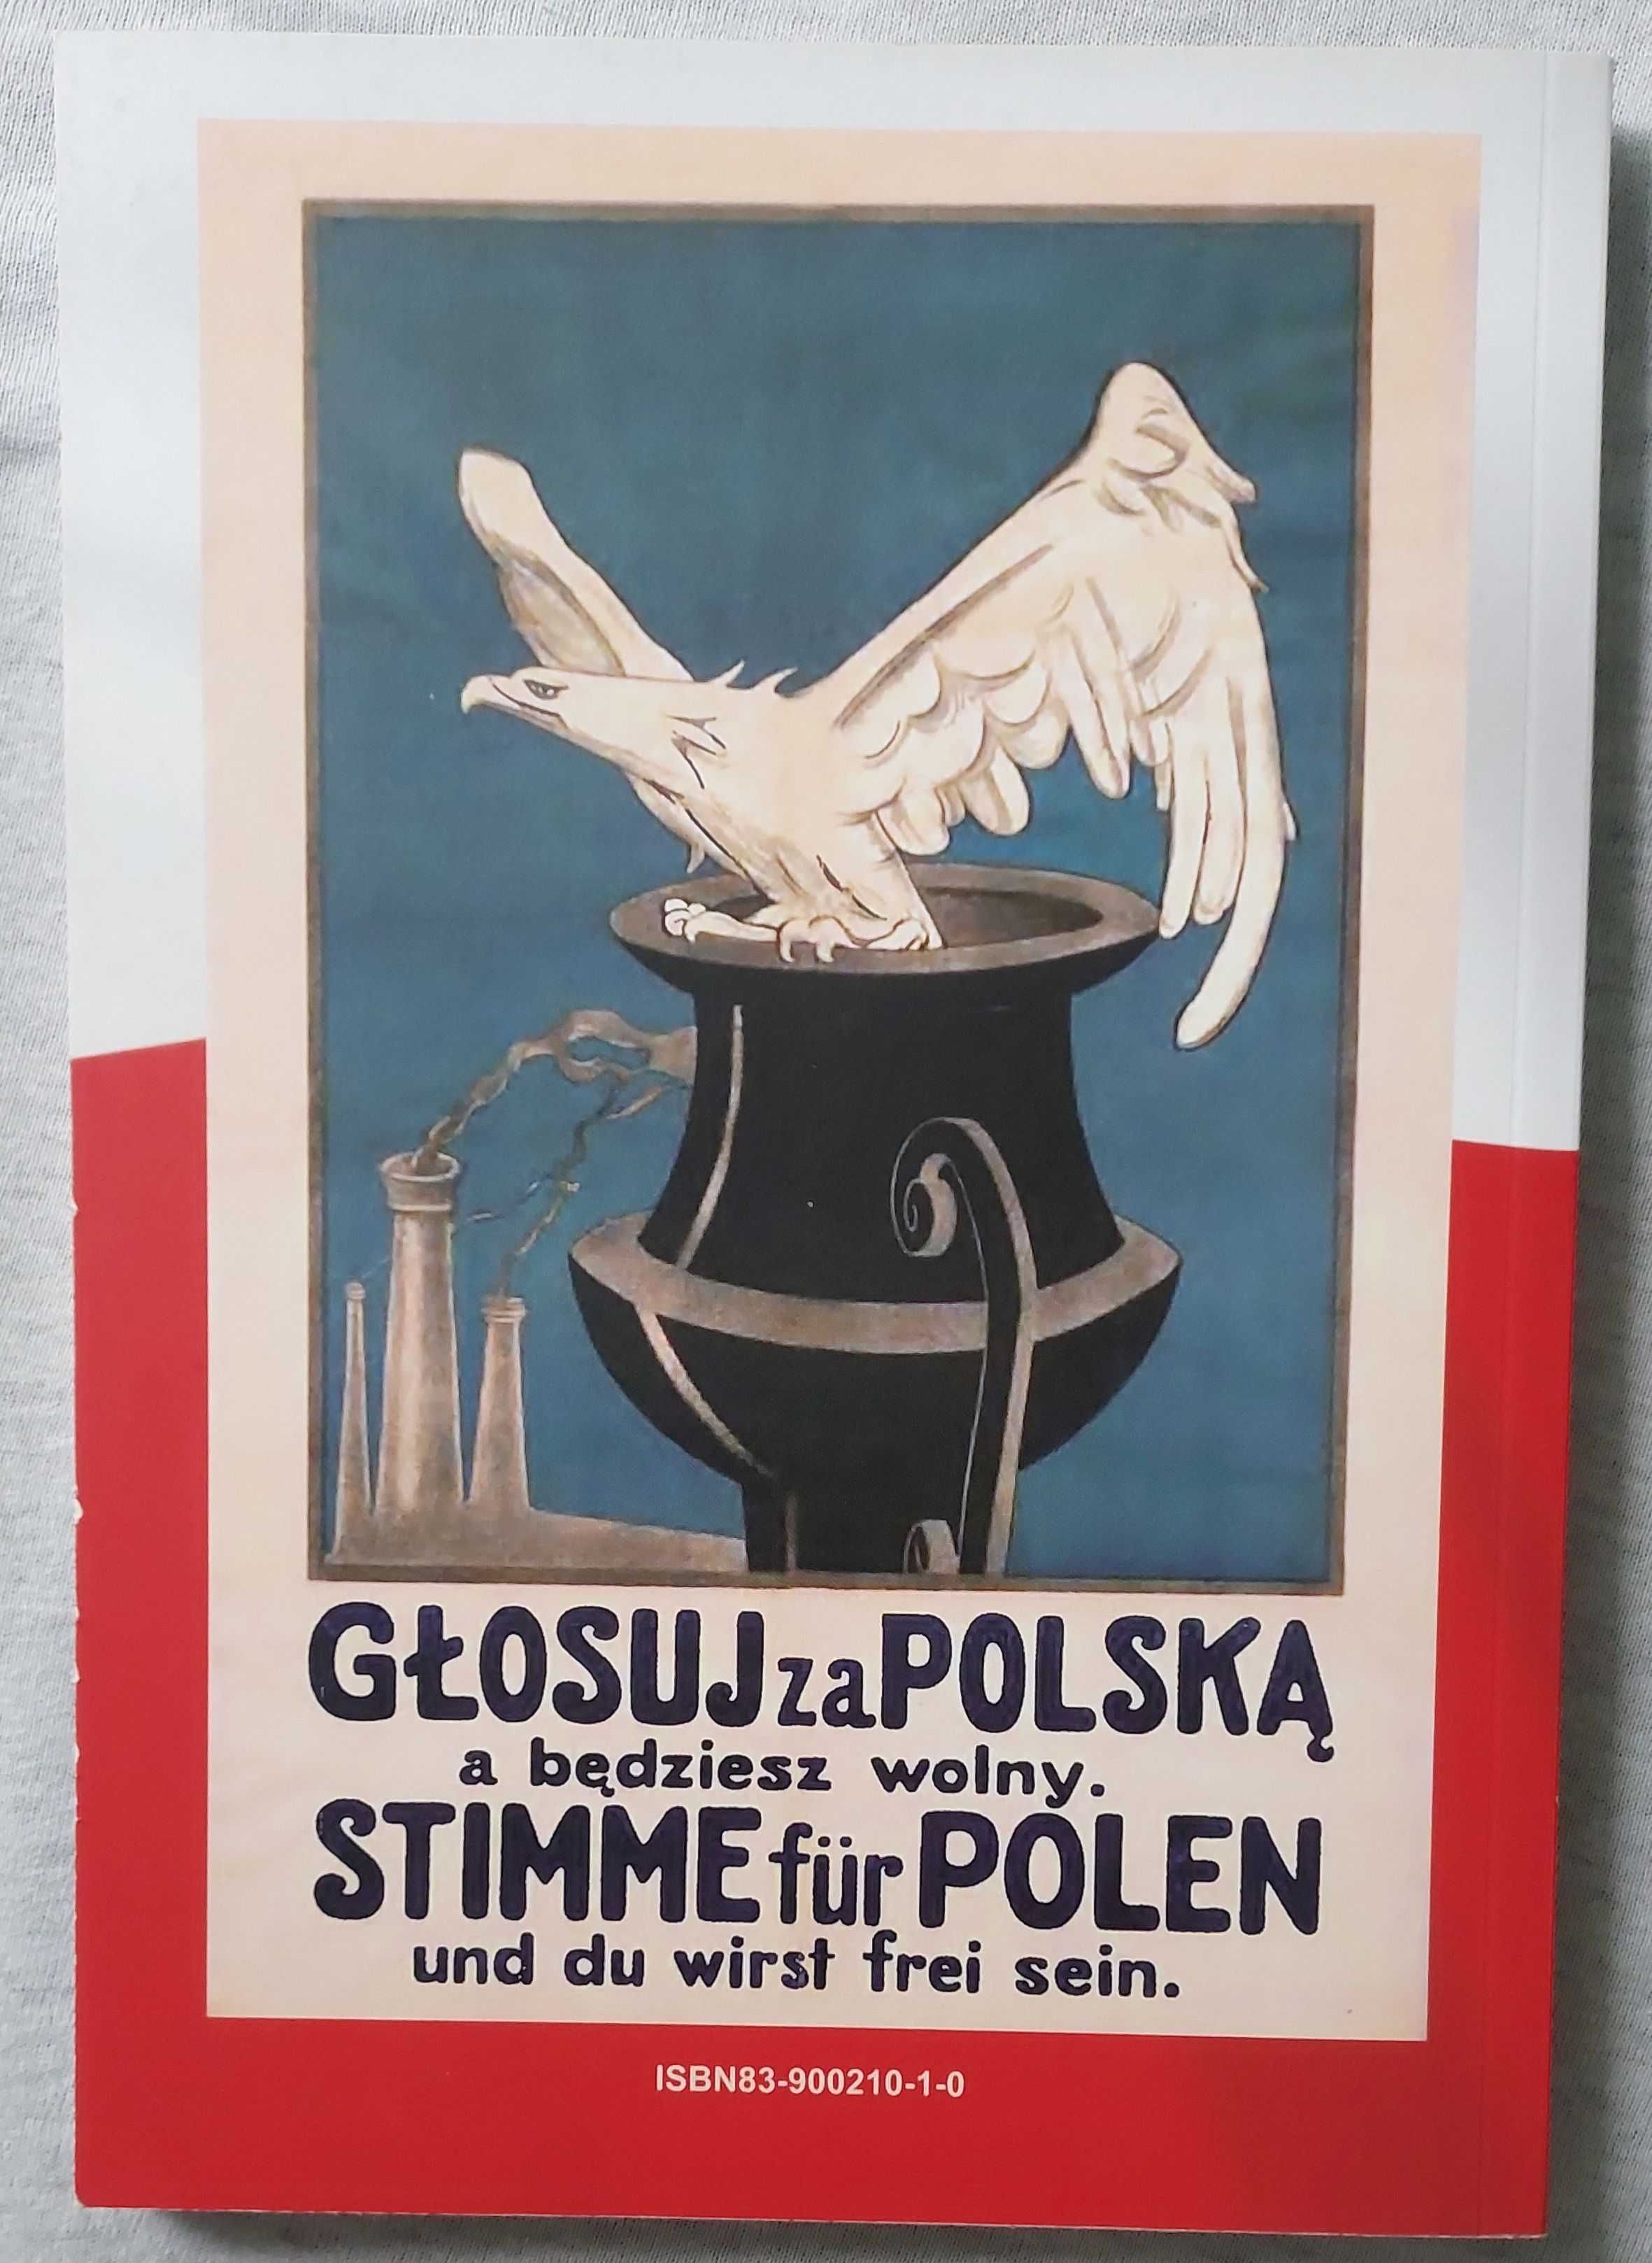 GŁOSUJ za POLSKĄ
a będziesz wolny.
STIMME für POLEN
und du wirst frei sein.
ISBN83-900210-1-0